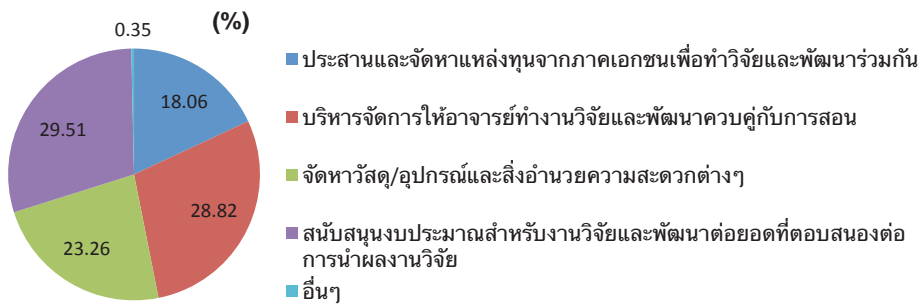 (%)
0.35
18.06
28.82
23.26
29.51
ประสานและจัดหาแหล่งทุนจากภาคเอกชนเพื่อทำวิจัยและพัฒนาร่วมกัน
บริหารจัดการให้อาจารย์ทำงานวิจัยและพัฒนาควบคู่กับการสอน
จัดหาวัสดุ/อุปกรณ์และสิ่งอำนวยความสะดวกต่างๆ
สนับสนุนงบประมาณสำหรับงานวิจัยและพัฒนาต่อยอดที่ตอบสนองต่อ
การนำผลงานวิจัย
อื่นๆ